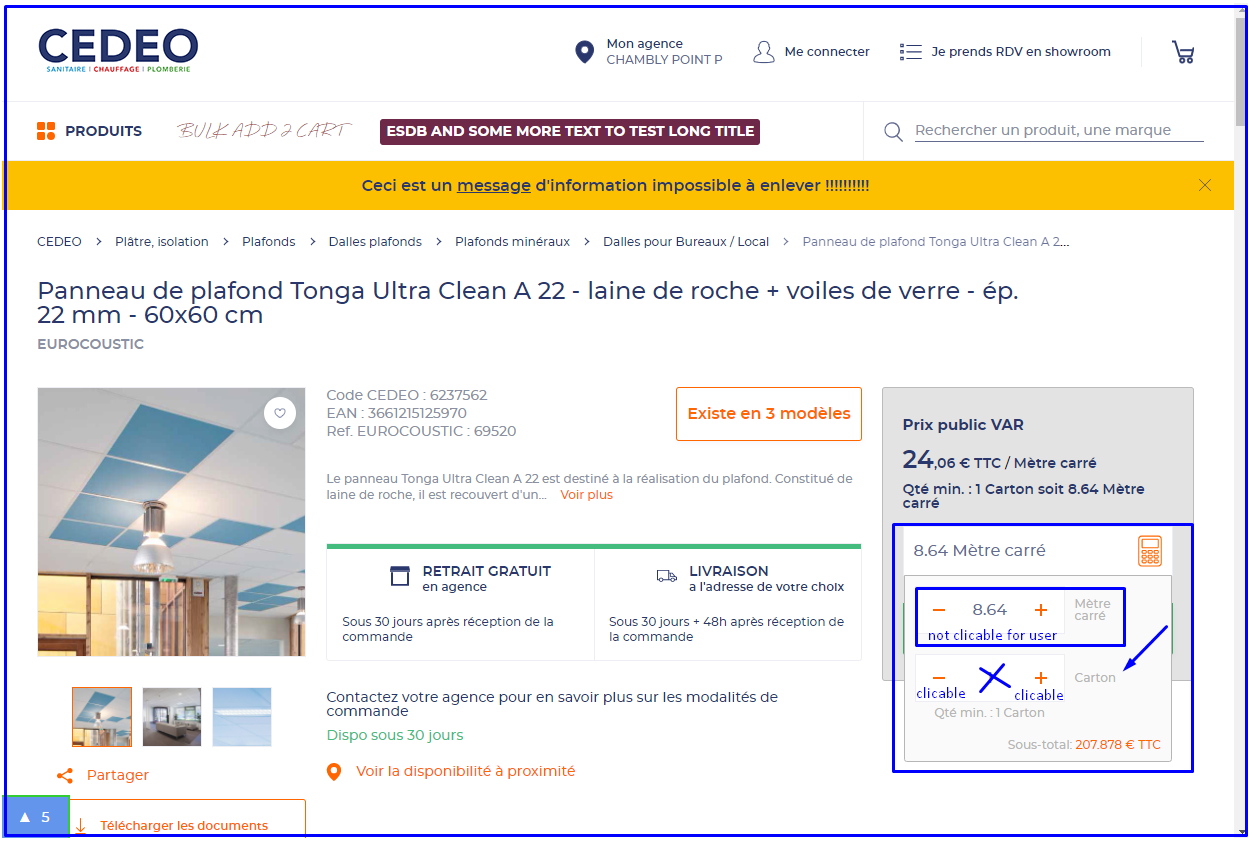 CEDEO
SANITAIRE | CHAUFFAGE | PLOMBERIE
Mon agence
CHAMBLY POINT P
Me connecter
Je prends RDV en showroom
PRODUITS
BULK ADD 2 CART
ESDB AND SOME MORE TEXT TO TEST LONG TITLE
Rechercher un produit, une marque
Ceci est un message d'information impossible à enlever !!!!!!!!!!
CEDEO > Plâtre, isolation > Plafonds > Dalles plafonds > Plafonds minéraux > Dalles pour Bureaux / Local > Panneau de plafond Tonga Ultra Clean A 2...
Panneau de plafond Tonga Ultra Clean A 22 - laine de roche + voiles de verre - ép.
22 mm - 60x60 cm
EUROCOUSTIC
Code CEDEO : 6237562
EAN : 3661215125970
Ref. EUROCOUSTIC : 69520
Existe en 3 modèles
Le panneau Tonga Ultra Clean A 22 est destiné à la réalisation du plafond. Constitué de
laine de roche, il est recouvert d'un... Voir plus
RETRAIT GRATUIT
en agence
Sous 30 jours après réception de la
commande
LIVRAISON
a l'adresse de votre choix
Sous 30 jours + 48h après réception de
la commande
Contactez votre agence pour en savoir plus sur les modalités de
commande
Dispo sous 30 jours
Voir la disponibilité à proximité
Prix public VAR
24,06 € TTC / Mètre carré
Qté min. : 1 Carton soit 8.64 Mètre
carré
8.64 Mètre carré
− 8.64 +
Mètre
carré
not clicable for user
− +
Carton
clicable
clicable
Qté min. : 1 Carton
Sous-total: 207.878 € TTC
Partager
▲ 5
Télécharger les documents